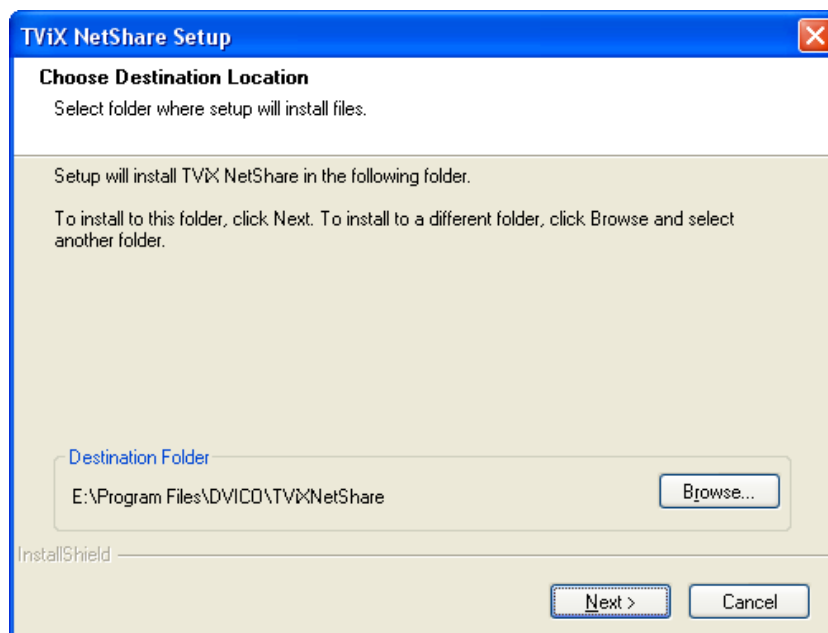 TViX NetShare Setup
Choose Destination Location
Select folder where setup will install files.
Setup will install TViX NetShare in the following folder.
To install to this folder, click Next. To install to a different folder, click Browse and select
another folder.
Destination Folder
E:\Program Files\DVICO\TViXNetShare
Browse...
InstallShield
Next >
Cancel